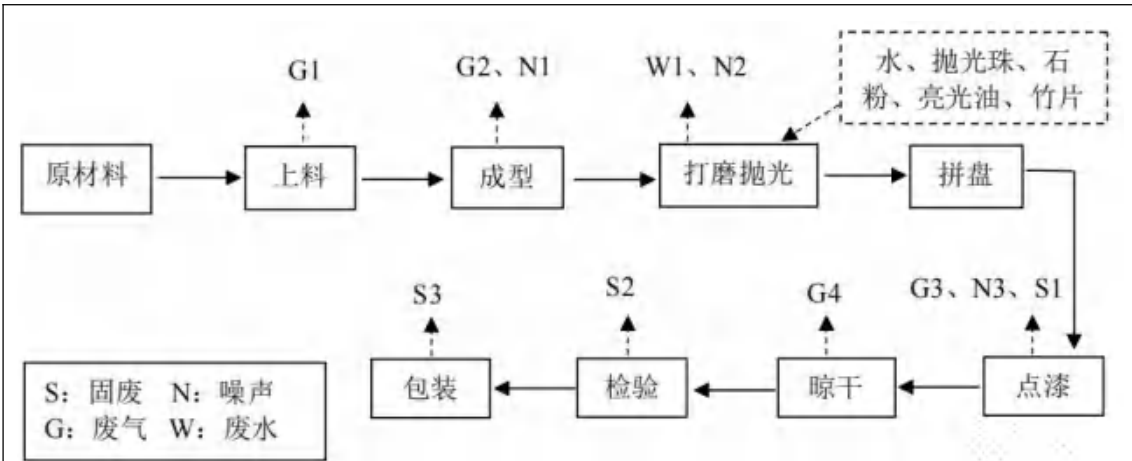 G1
G2、N1
W1、N2
水、抛光珠、石
粉、亮光油、竹片
原材料
上料
成型
打磨抛光
拼盘
S3
S2
G4
G3、N3、S1
包装
检验
晾干
点漆
S：固废 N：噪声
G：废气 W：废水